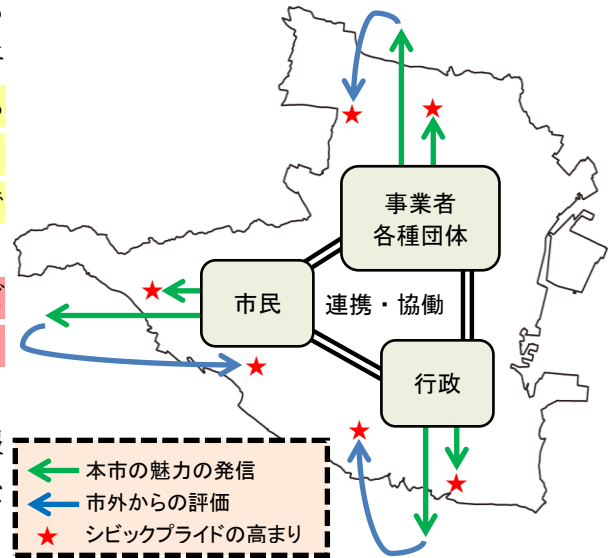 事業者
各種団体
市民
連携・協働
行政
本市の魅力の発信
市外からの評価
シビックプライドの高まり